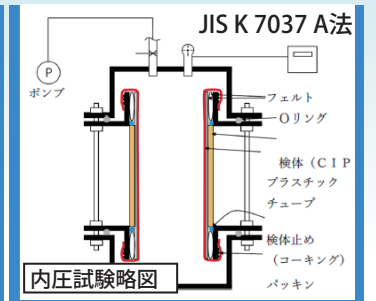 JIS K 7037 A法
P
ポンプ
フェルト
Oリング
検体（CIP
プラスチック
チューブ
検体止め
（コーキング）
パッキン
内圧試験略図